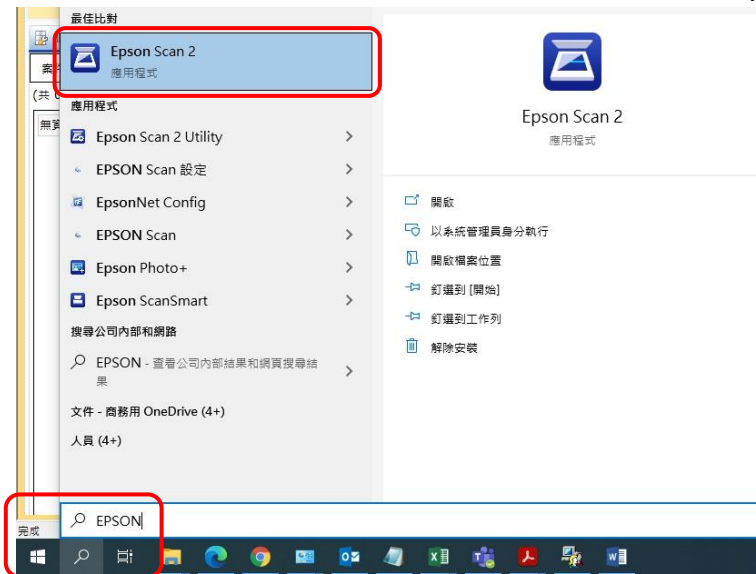 最佳比對
Epson Scan 2
應用程式
案
(共
應用程式
Epson Scan 2 Utility
EPSON Scan 設定
EpsonNet Config
EPSON Scan
Epson Photo+
Epson ScanSmart
搜尋公司內部和網路
EPSON - 查看公司內部結果和網頁搜尋結
果
文件 - 商務用 OneDrive (4+)
人員 (4+)
EPSON
完成
Epson Scan 2
應用程式
開啟
以系統管理員身分執行
開啟檔案位置
釘選到 [開始]
釘選到工作列
解除安裝